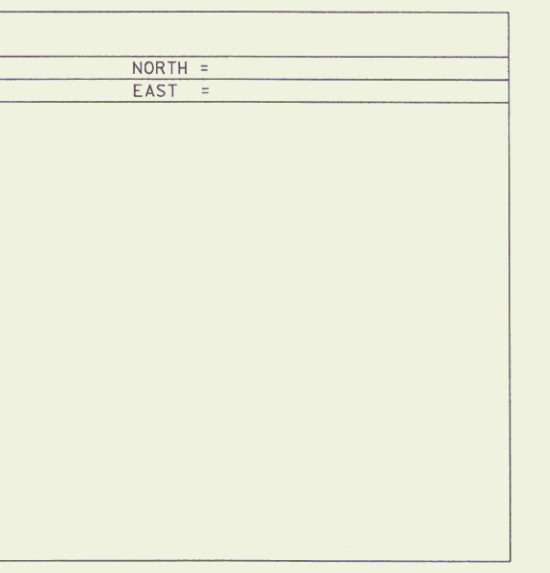 NORTH =
EAST =